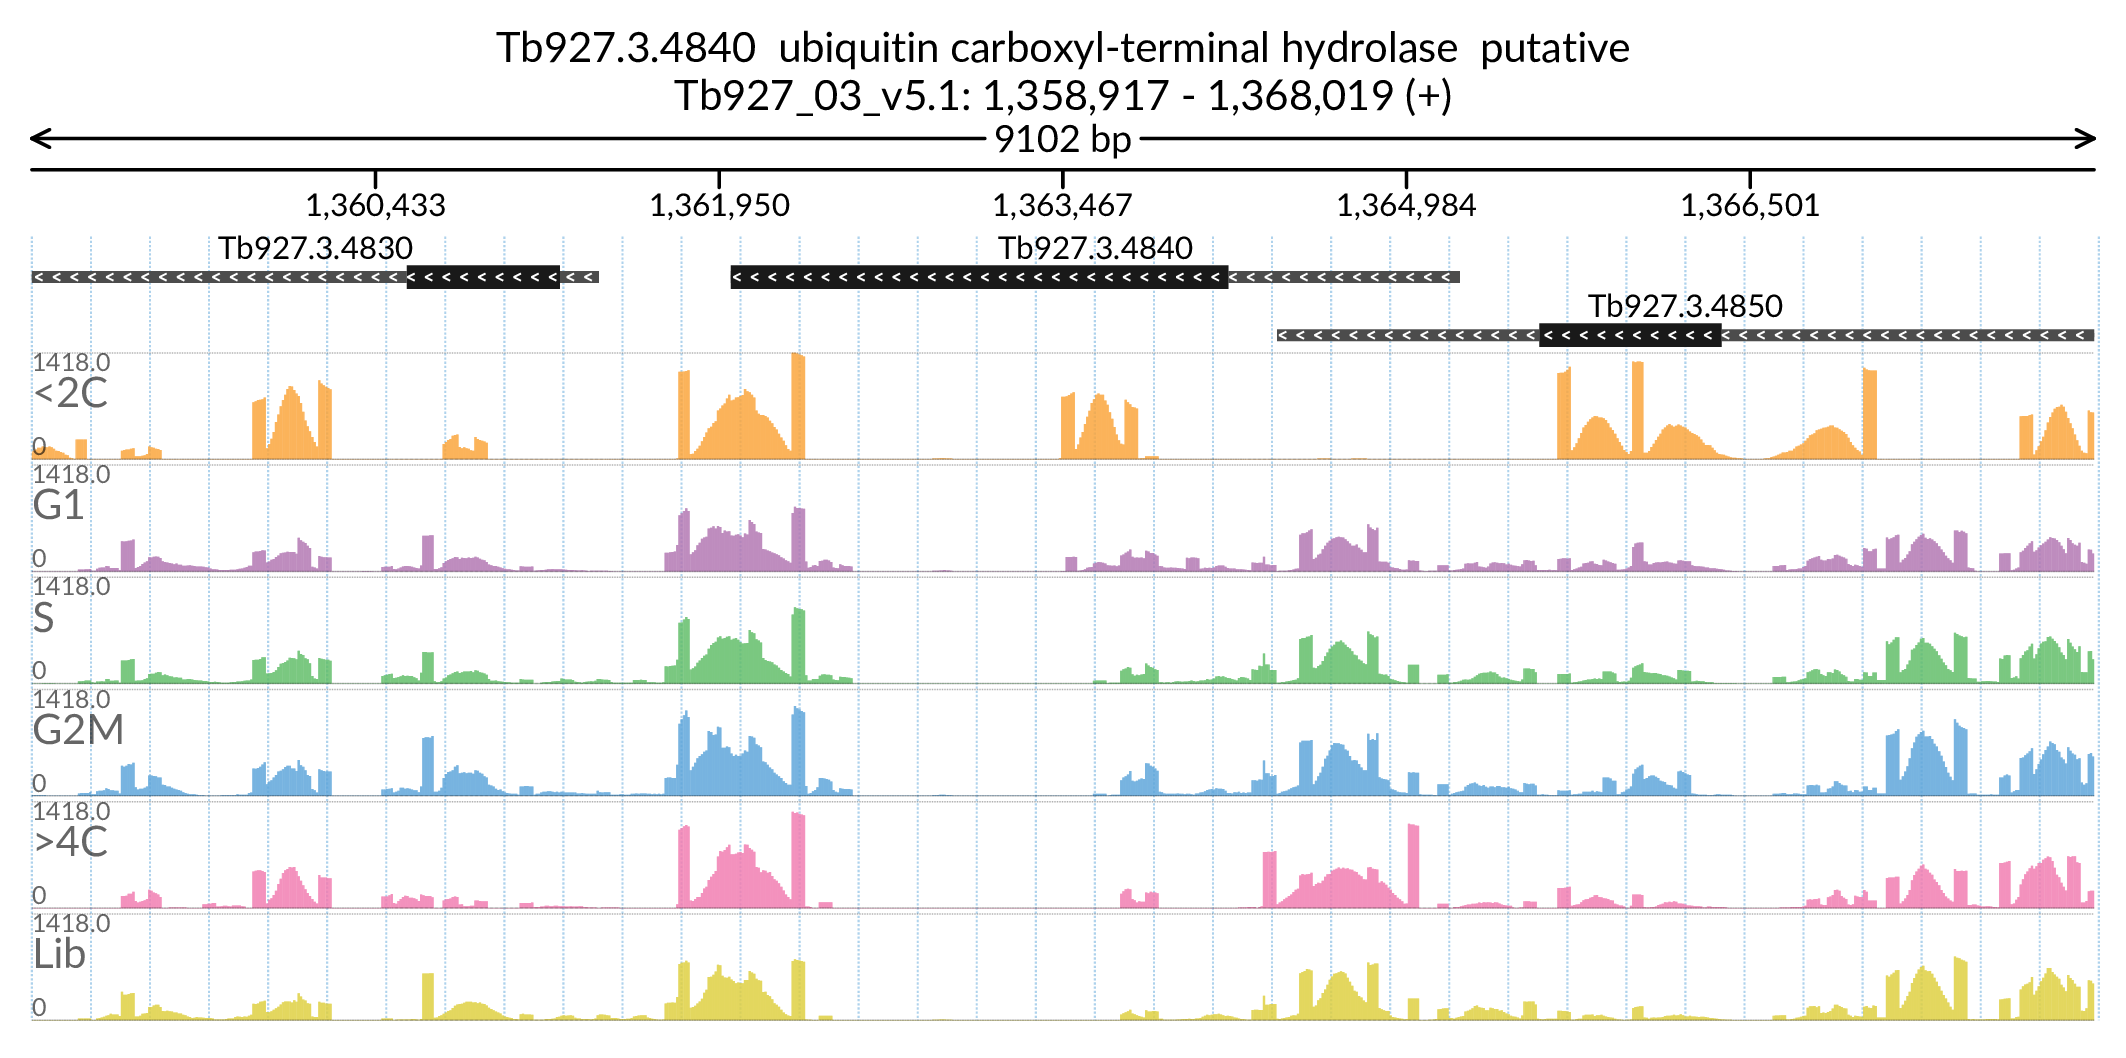 Tb927.3.4840  ubiquitin carboxyl-terminal hydrolase  putative
Tb927_03_v5.1: 1,358,917 - 1,368,019 (+)
9102 bp
1,360,433 1,361,950 1,363,467 1,364,984 1,366,501
Tb927.3.4830 Tb927.3.4840
Tb927.3.4850
1418.0
<2C
0
1418.0
G1
0
1418.0
S
0
1418.0
G2M
0
1418.0
>4C
0
1418.0
Lib
0